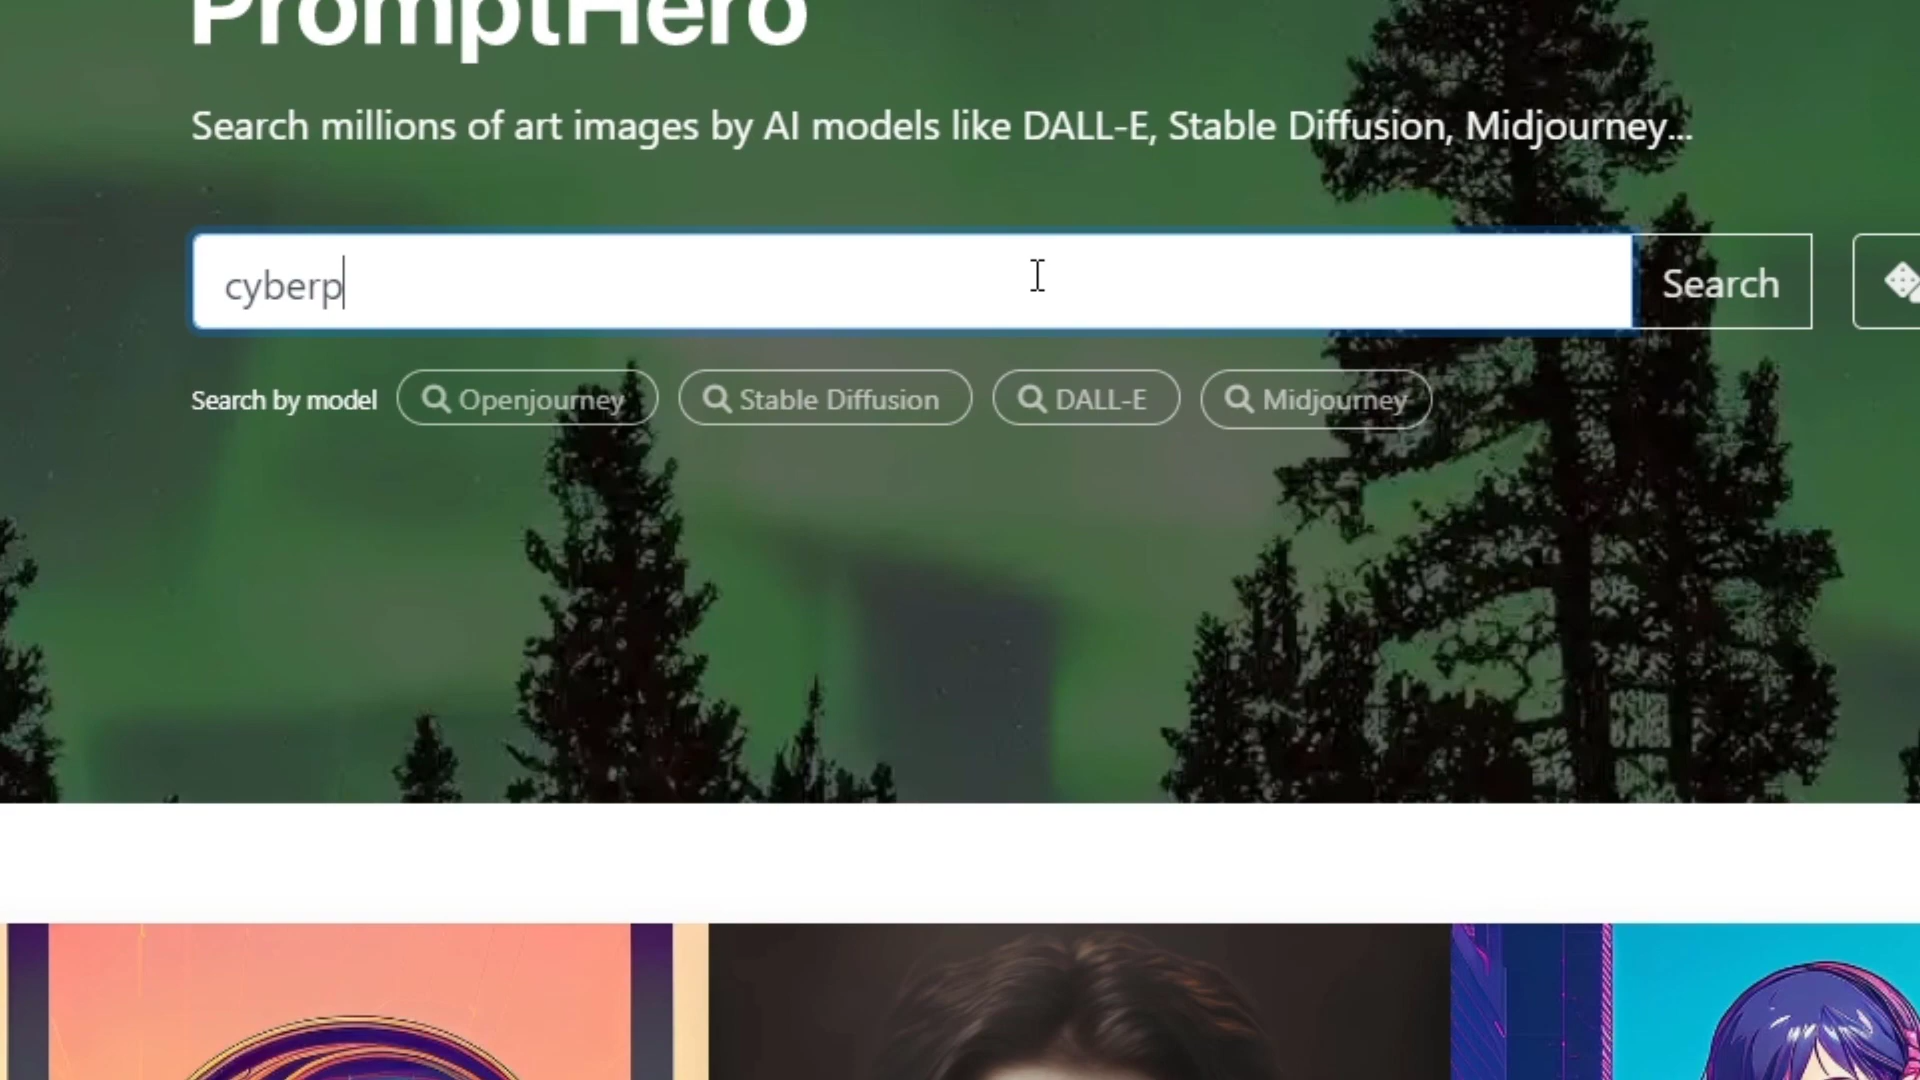 PromptHero
Search millions of art images by AI models like DALL-E, Stable Diffusion, Midjourney...
cyberp
Search
Search by model
Openjourney
Stable Diffusion
DALL-E
Midjourney